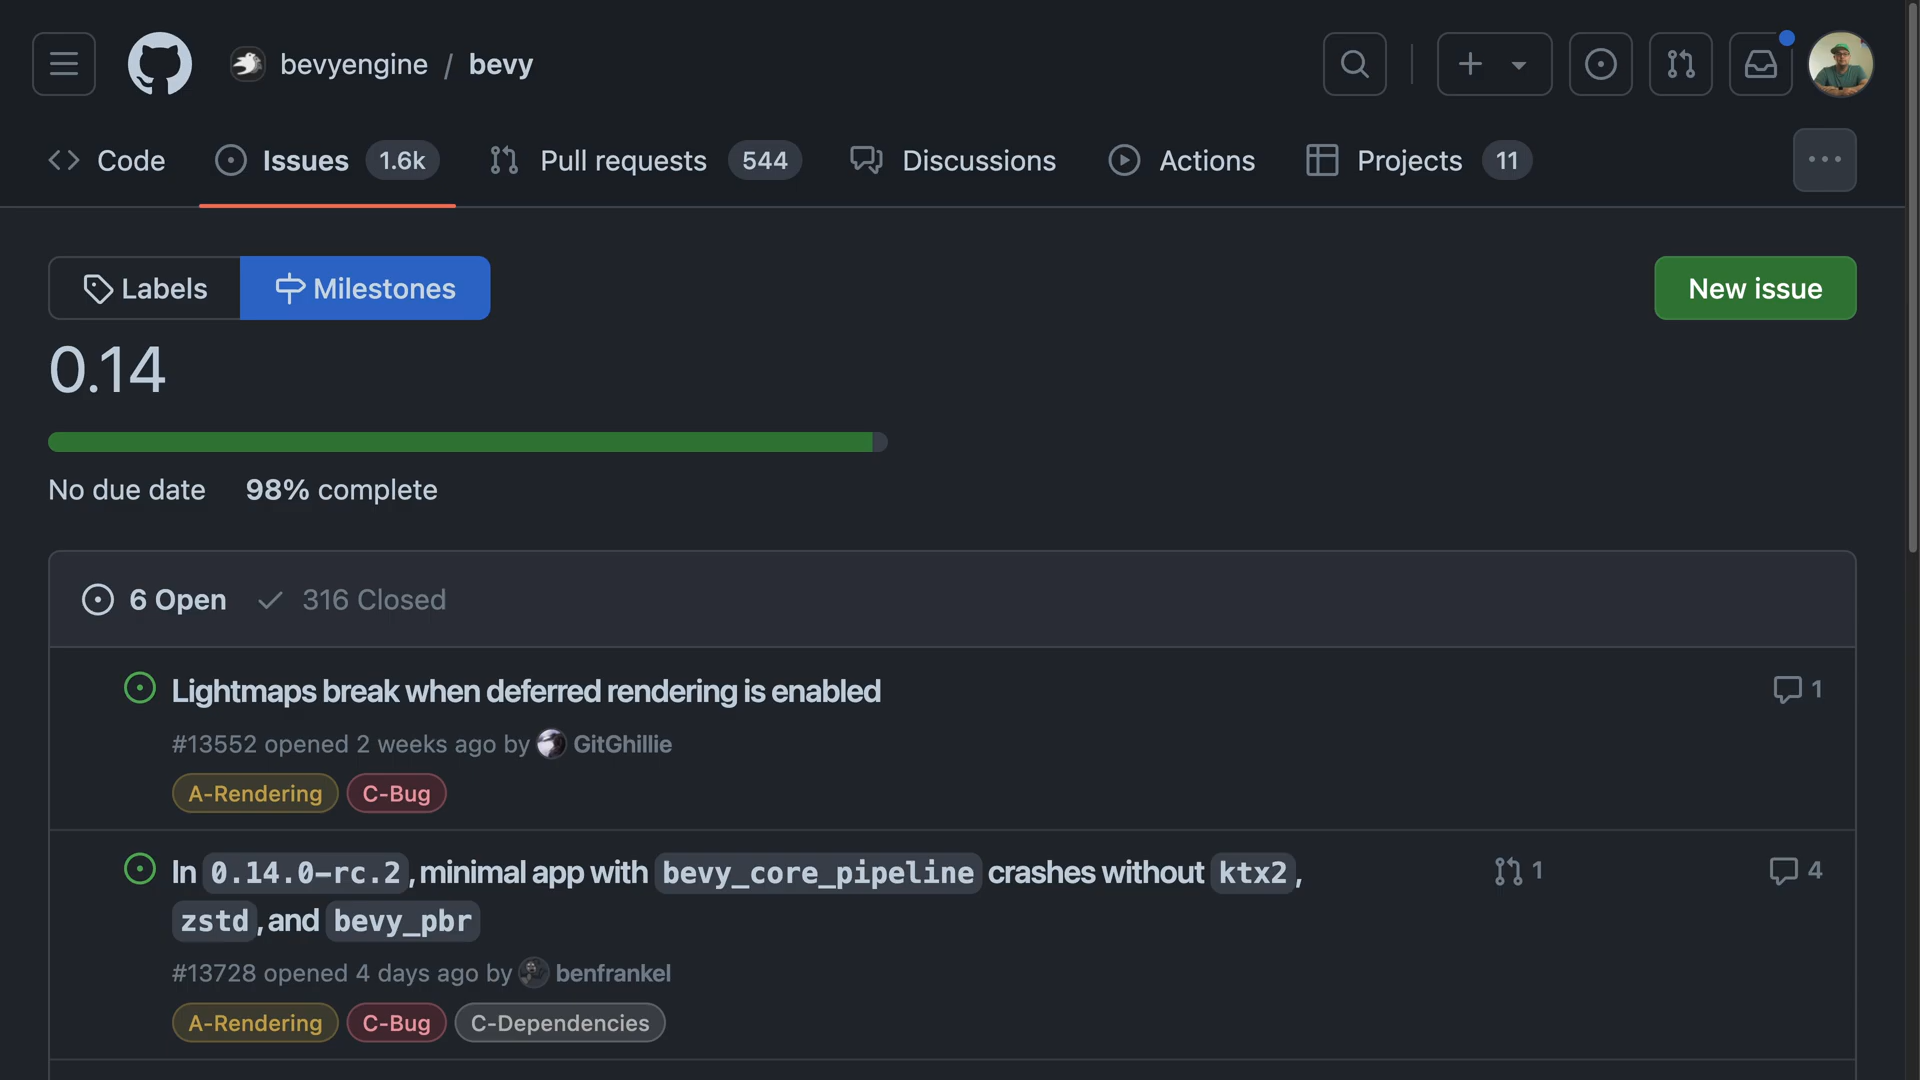 bevyengine / bevy
Code Issues 1.6k Pull requests 544 Discussions Actions Projects 11
Labels Milestones New issue
0.14
No due date 98% complete
6 Open 316 Closed
Lightmaps break when deferred rendering is enabled 1
#13552 opened 2 weeks ago by GitGhillie
A-Rendering C-Bug
In 0.14.0-rc.2, minimal app with bevy_core_pipeline crashes without ktx2, 1 4
zstd, and bevy_pbr
#13728 opened 4 days ago by benfrankel
A-Rendering C-Bug C-Dependencies